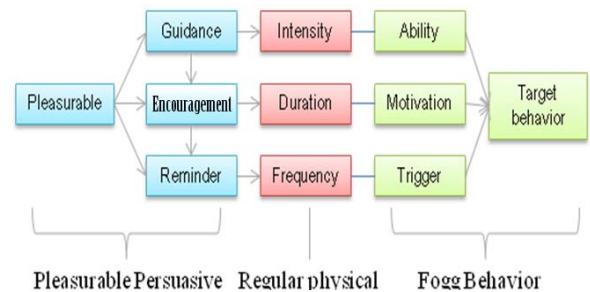 Guidance
Intensity
Ability
Pleasurable
Encouragement
Duration
Motivation
Target
behavior
Reminder
Frequency
Trigger
Pleasurable Persuasive
Regular physical
Fogg Behavior